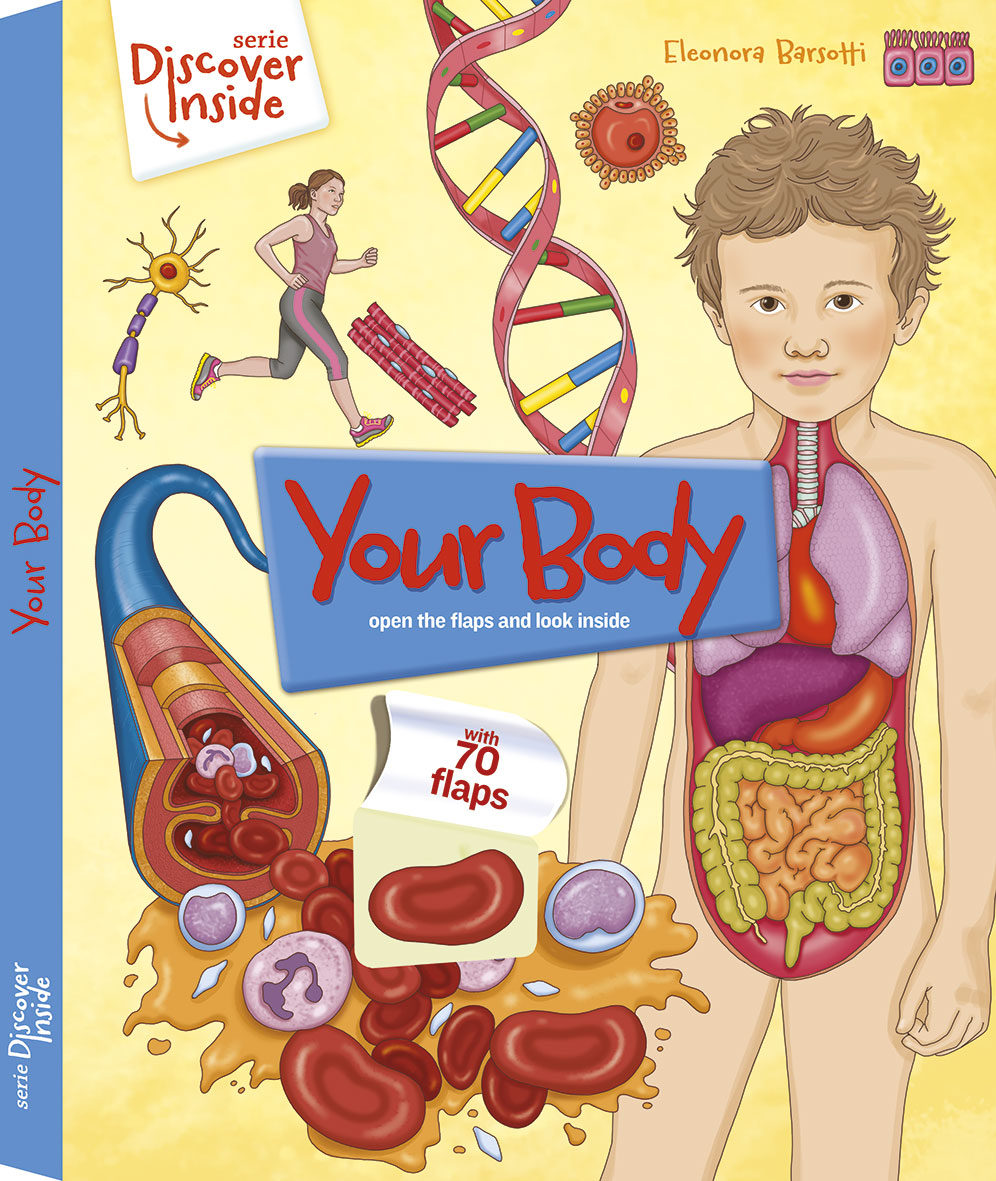 serie
Discover
Inside
Eleonora Barsotti
Your Body
open the flaps and look inside
with
70
flaps
Your Body
serie Discover
Inside